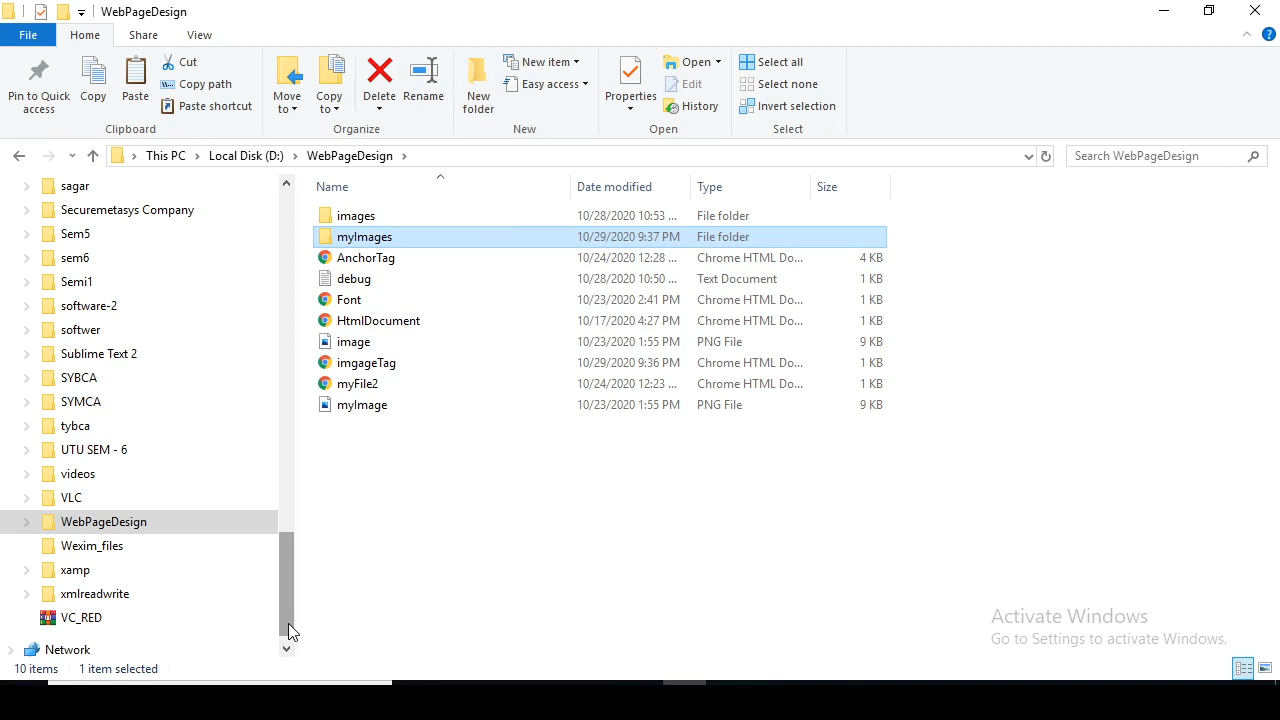 WebPageDesign
File Home Share View
Pin to Quick access
Copy
Paste
Cut
Copy path
Paste shortcut
Clipboard
Move to
Copy to
Delete
Rename
Organize
New folder
New item
Easy access
New
Properties
Open
Edit
History
Open
Select all
Select none
Invert selection
Select
This PC › Local Disk (D:) › WebPageDesign ›
Search WebPageDesign
sagar
Securemetasys Company
Sem5
sem6
Semi1
software-2
softwer
Sublime Text 2
SYBCA
SYMCA
tybca
UTU SEM - 6
videos
VLC
WebPageDesign
Wexim_files
xamp
xmlreadwrite
VC_RED
Network
Name Date modified Type Size
images 10/28/2020 10:53 ... File folder
myImages 10/29/2020 9:37 PM File folder
AnchorTag 10/24/2020 12:28 ... Chrome HTML Do... 4 KB
debug 10/28/2020 10:50 ... Text Document 1 KB
Font 10/23/2020 2:41 PM Chrome HTML Do... 1 KB
HtmlDocument 10/17/2020 4:27 PM Chrome HTML Do... 1 KB
image 10/23/2020 1:55 PM PNG File 9 KB
imgageTag 10/29/2020 9:36 PM Chrome HTML Do... 1 KB
myFile2 10/24/2020 12:23 ... Chrome HTML Do... 1 KB
myImage 10/23/2020 1:55 PM PNG File 9 KB
Activate Windows
Go to Settings to activate Windows.
10 items 1 item selected